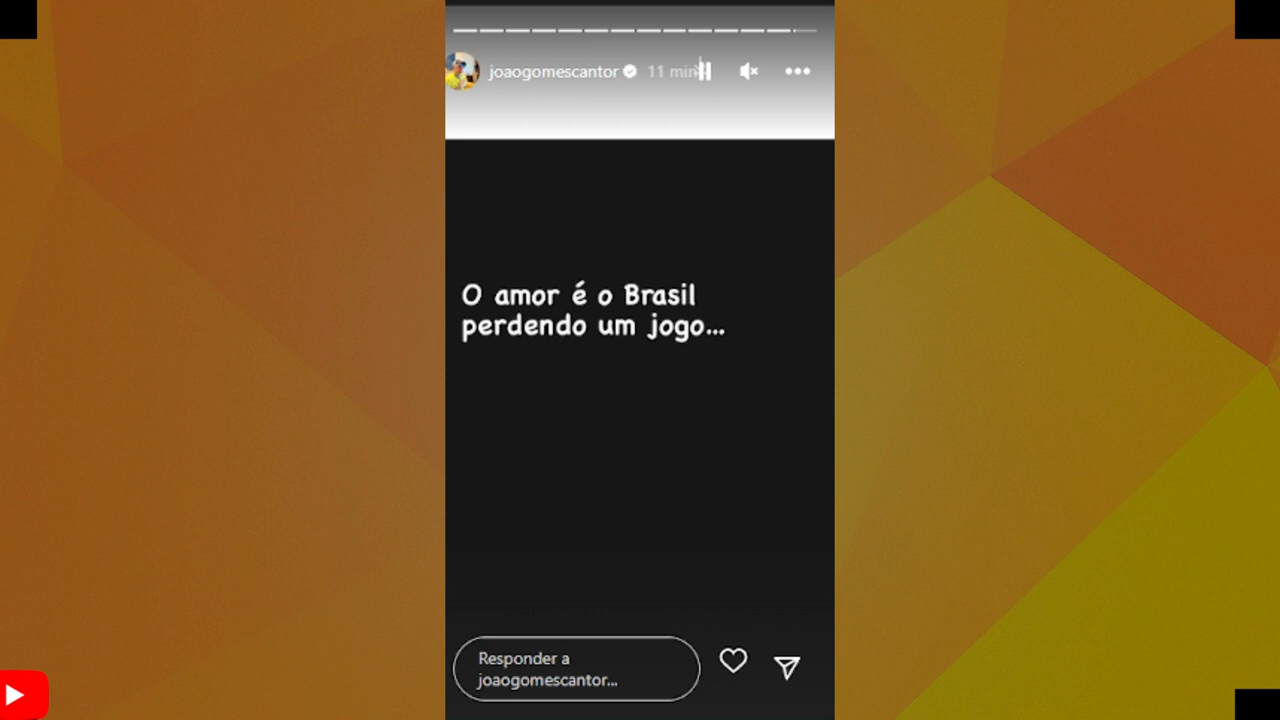 joaogomescantor 11 min
O amor é o Brasil
perdendo um jogo...
Responder a
joaogomescantor...